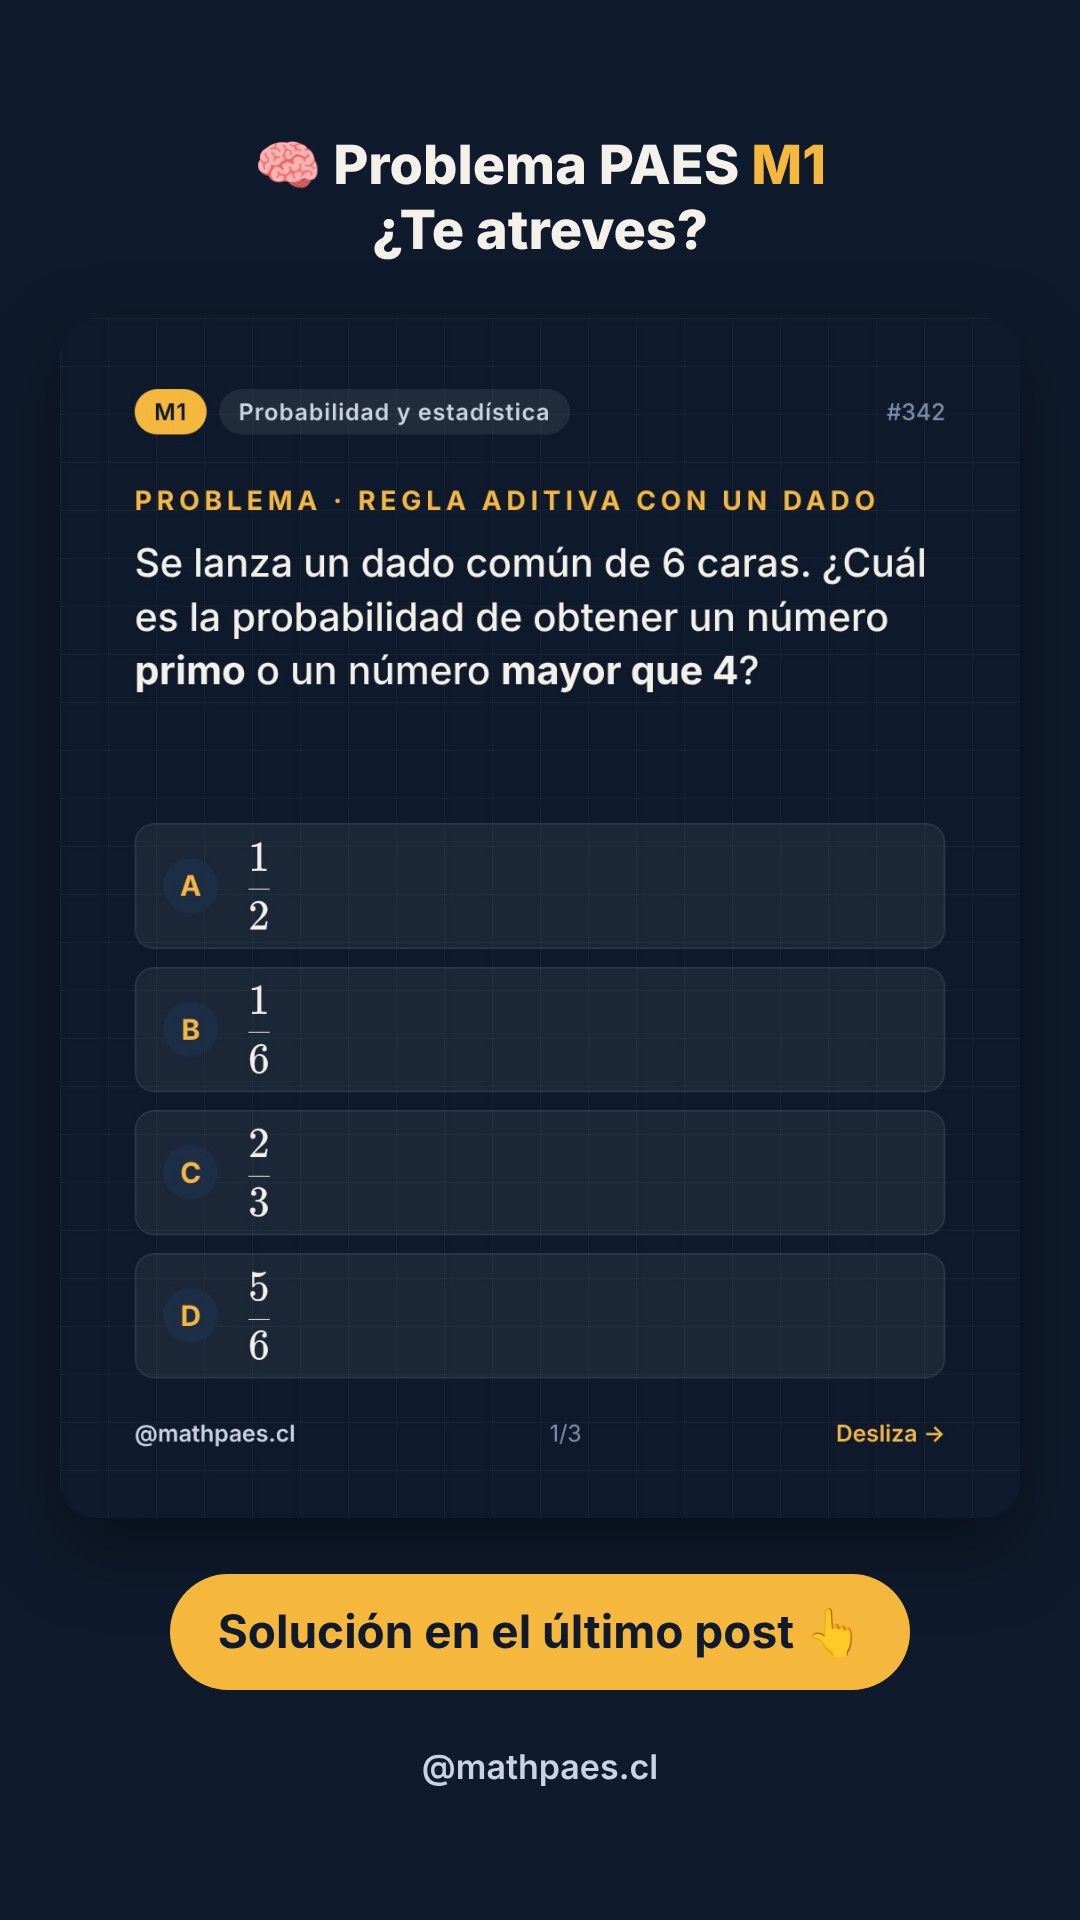 🧠 Problema PAES M1
¿Te atreves?
M1 Probabilidad y estadística #342
PROBLEMA · REGLA ADITIVA CON UN DADO
Se lanza un dado común de 6 caras. ¿Cuál
es la probabilidad de obtener un número
primo o un número mayor que 4?
A 1/2
B 1/6
C 2/3
D 5/6
@mathpaes.cl 1/3 Desliza →
Solución en el último post 👆
@mathpaes.cl